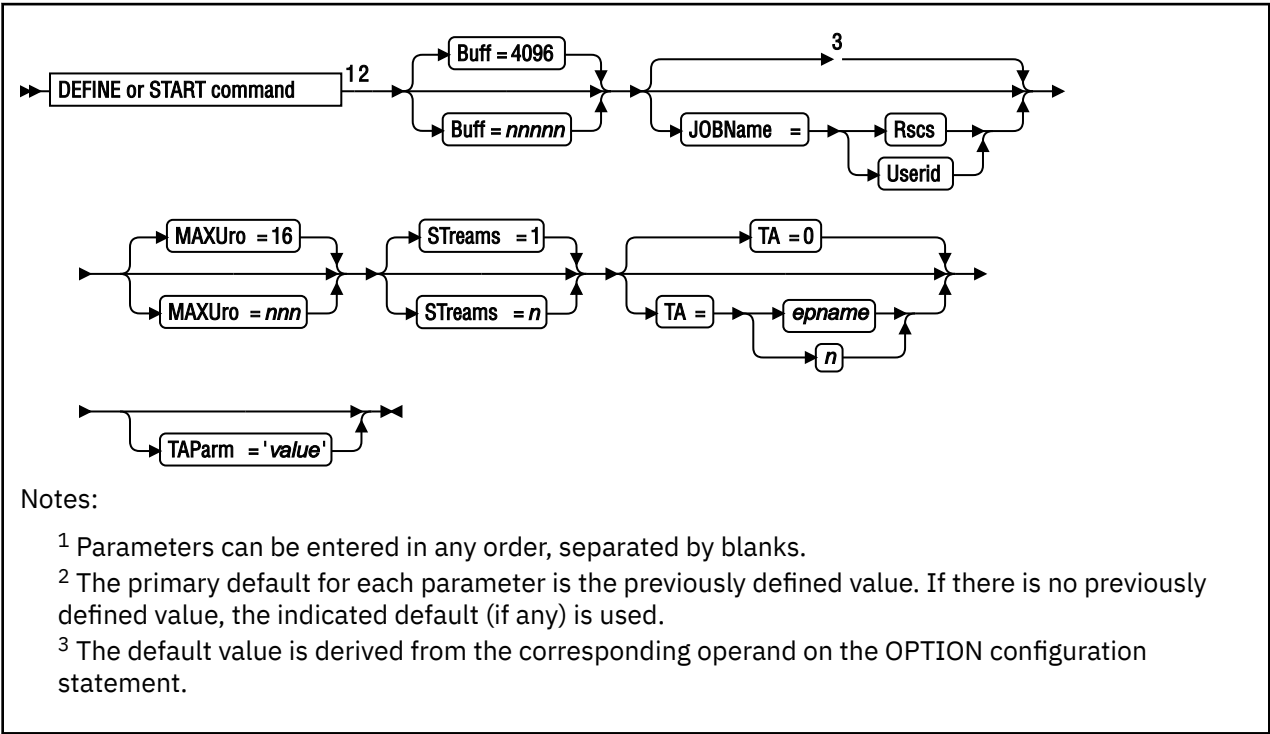 DEFINE or START command 1 2
Buff = 4096
Buff = nnnnn
3
JOBName =
Rscs
Userid
MAXUro = 16
MAXUro = nnn
STreams = 1
STreams = n
TA = 0
TA =
epname
n
TAParm = 'value'
Notes:
1 Parameters can be entered in any order, separated by blanks.
2 The primary default for each parameter is the previously defined value. If there is no previously
defined value, the indicated default (if any) is used.
3 The default value is derived from the corresponding operand on the OPTION configuration
statement.